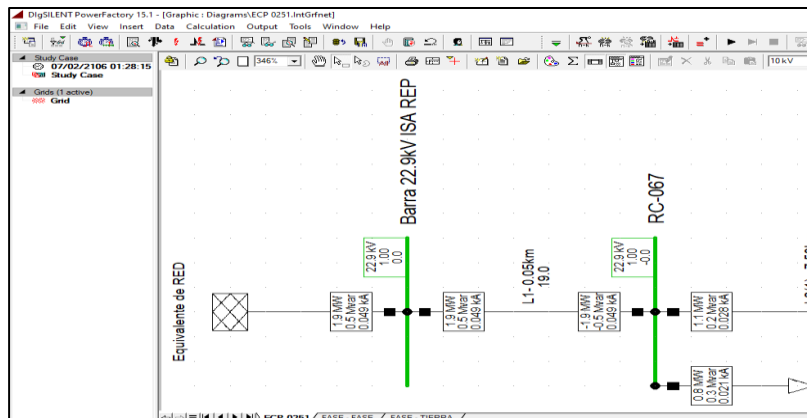 DIgSILENT PowerFactory 15.1 - [Graphic : Diagrams\ECP 0251.IntGrfnet]
File Edit View Insert Data Calculation Output Tools Window Help
Study Case
07/02/2106 01:28:15
Study Case
Grids (1 active)
Grid
346%
10 kV
Equivalente de RED
1.9 MW
0.5 Mvar
0.049 kA
22.9 kV
1.00
0.0
Barra 22.9kV ISA REP
1.9 MW
0.5 Mvar
0.049 kA
L1- 0.05km
19.0
-1.9 MW
-0.5 Mvar
0.049 kA
22.9 kV
1.00
-0.0
RC-067
1.1 MW
0.2 Mvar
0.028 kA
0.8 MW
0.3 Mvar
0.021 kA
ECP 0251 / FASE - FASE / FASE - TIERRA /